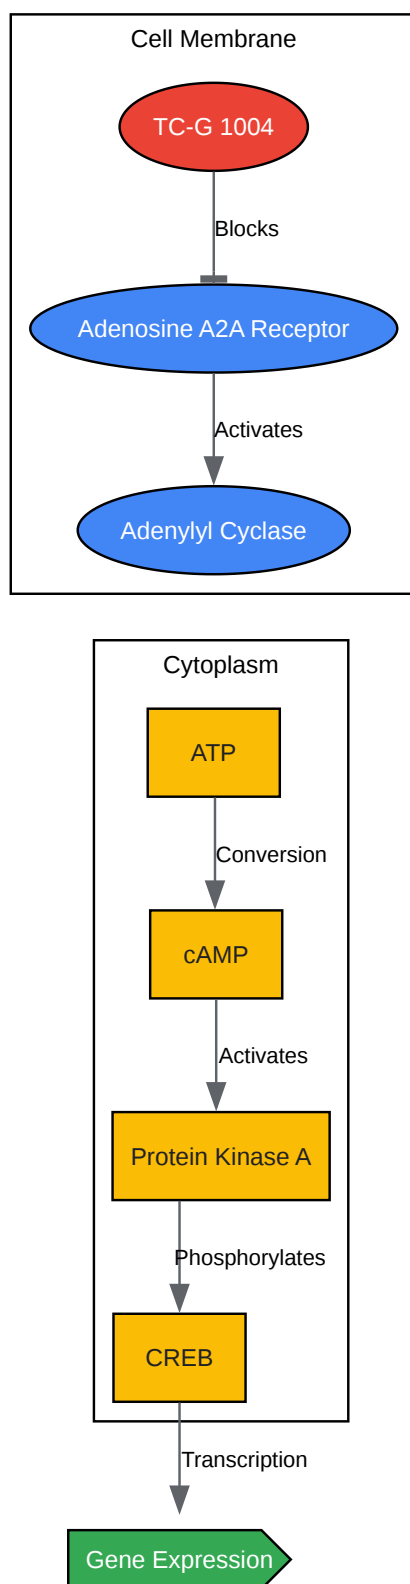 Cell Membrane
TC-G 1004
Blocks
Adenosine A2A Receptor
Activates
Adenylyl Cyclase
Cytoplasm
ATP
Conversion
cAMP
Activates
Protein Kinase A
Phosphorylates
CREB
Transcription
Gene Expression